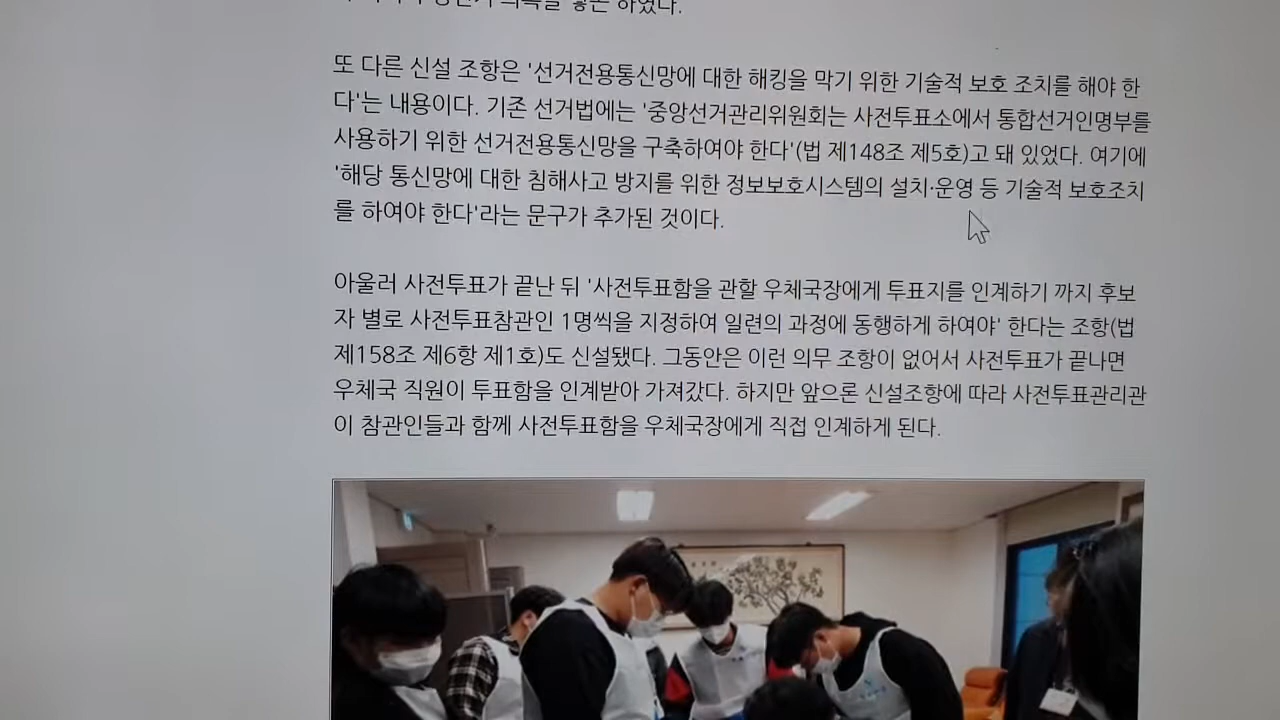 하였다.
또 다른 신설 조항은 '선거전용통신망에 대한 해킹을 막기 위한 기술적 보호 조치를 해야 한
다'는 내용이다. 기존 선거법에는 '중앙선거관리위원회는 사전투표소에서 통합선거인명부를
사용하기 위한 선거전용통신망을 구축하여야 한다'(법 제148조 제5호)고 돼 있었다. 여기에
'해당 통신망에 대한 침해사고 방지를 위한 정보보호시스템의 설치·운영 등 기술적 보호조치
를 하여야 한다'라는 문구가 추가된 것이다.
아울러 사전투표가 끝난 뒤 '사전투표함을 관할 우체국장에게 투표지를 인계하기 까지 후보
자 별로 사전투표참관인 1명씩을 지정하여 일련의 과정에 동행하게 하여야' 한다는 조항(법
제158조 제6항 제1호)도 신설됐다. 그동안은 이런 의무 조항이 없어서 사전투표가 끝나면
우체국 직원이 투표함을 인계받아 가져갔다. 하지만 앞으론 신설조항에 따라 사전투표관리관
이 참관인들과 함께 사전투표함을 우체국장에게 직접 인계하게 된다.